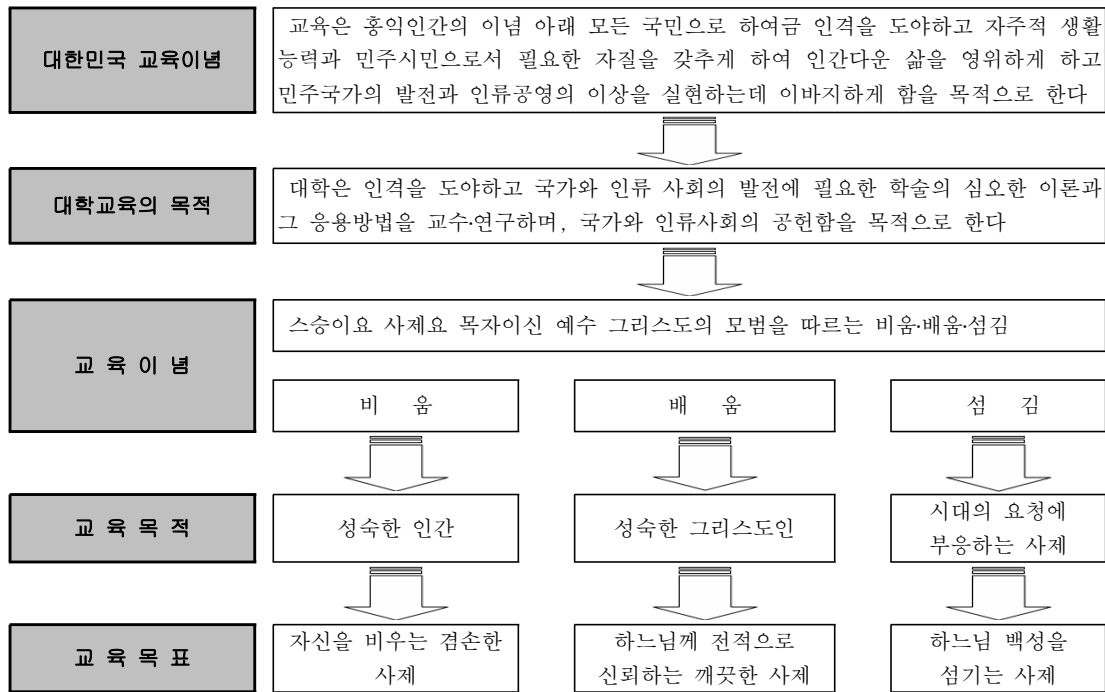 대한민국 교육이념
교육은 홍익인간의 이념 아래 모든 국민으로 하여금 인격을 도야하고 자주적 생활
능력과 민주시민으로서 필요한 자질을 갖추게 하여 인간다운 삶을 영위하게 하고
민주국가의 발전과 인류공영의 이상을 실현하는데 이바지하게 함을 목적으로 한다
대학교육의 목적
대학은 인격을 도야하고 국가와 인류 사회의 발전에 필요한 학술의 심오한 이론과
그 응용방법을 교수·연구하며, 국가와 인류사회의 공헌함을 목적으로 한다
교 육 이 념
스승이요 사제요 목자이신 예수 그리스도의 모범을 따르는 비움·배움·섬김
비 움
배 움
섬 김
교 육 목 적
성숙한 인간
성숙한 그리스도인
시대의 요청에
부응하는 사제
교 육 목 표
자신을 비우는 겸손한
사제
하느님께 전적으로
신뢰하는 깨끗한 사제
하느님 백성을
섬기는 사제